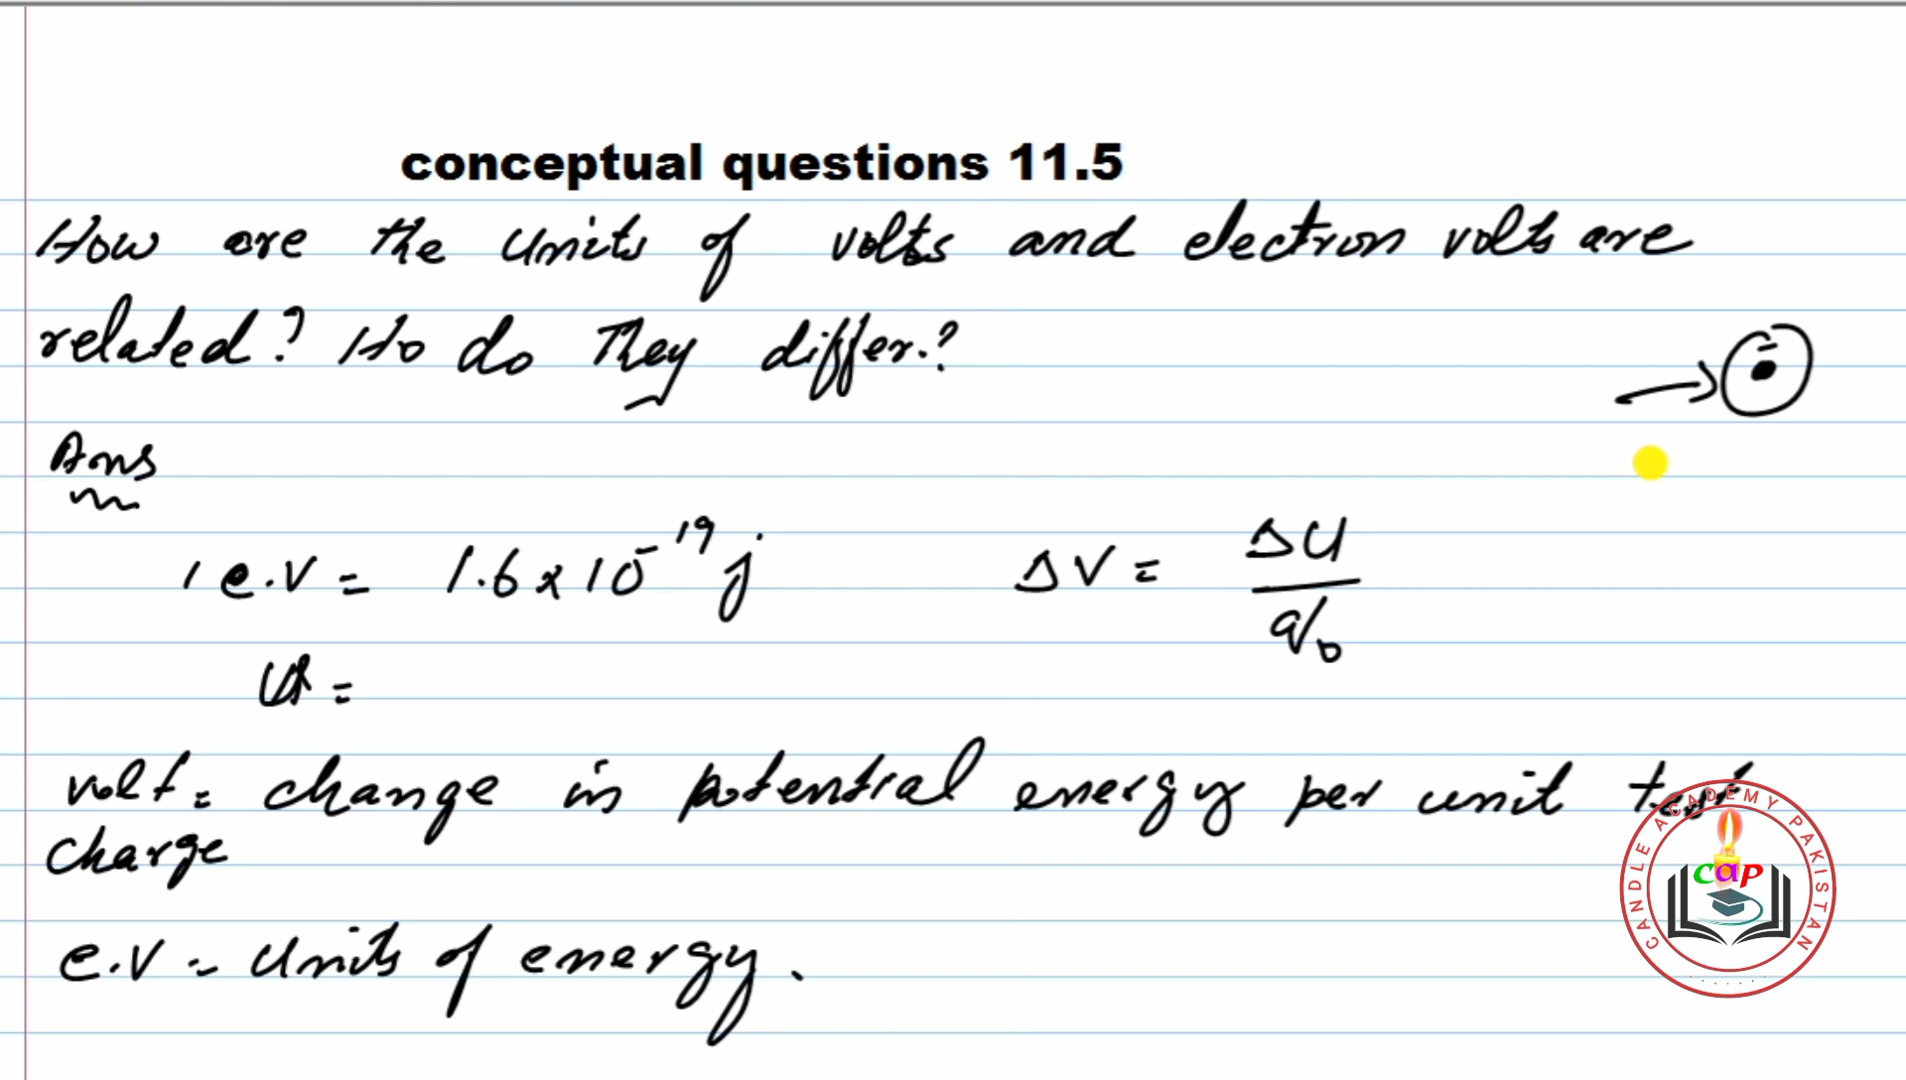 conceptual questions 11.5
How are the units of volts and electron volts are
related? Ho do They differ.?
Ans
1 e.V = 1.6 x 10⁻¹⁹ j
ΔV = ΔU / q₀
volt = change in potential energy per unit test
charge
e.V = units of energy.
CANDLE ACADEMY PAKISTAN
CaP